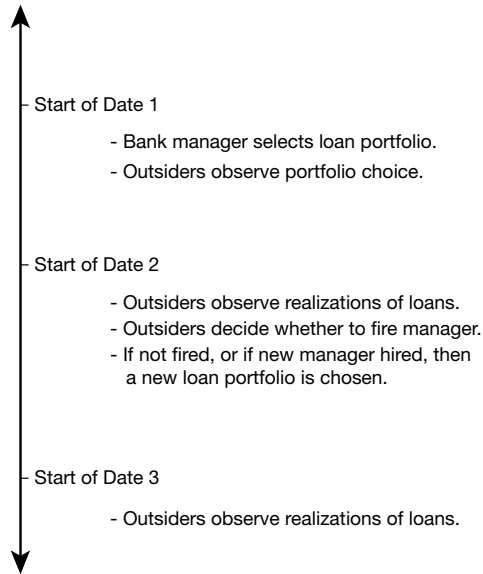 Start of Date 1
- Bank manager selects loan portfolio.
- Outsiders observe portfolio choice.
Start of Date 2
- Outsiders observe realizations of loans.
- Outsiders decide whether to fire manager.
- If not fired, or if new manager hired, then
a new loan portfolio is chosen.
Start of Date 3
- Outsiders observe realizations of loans.